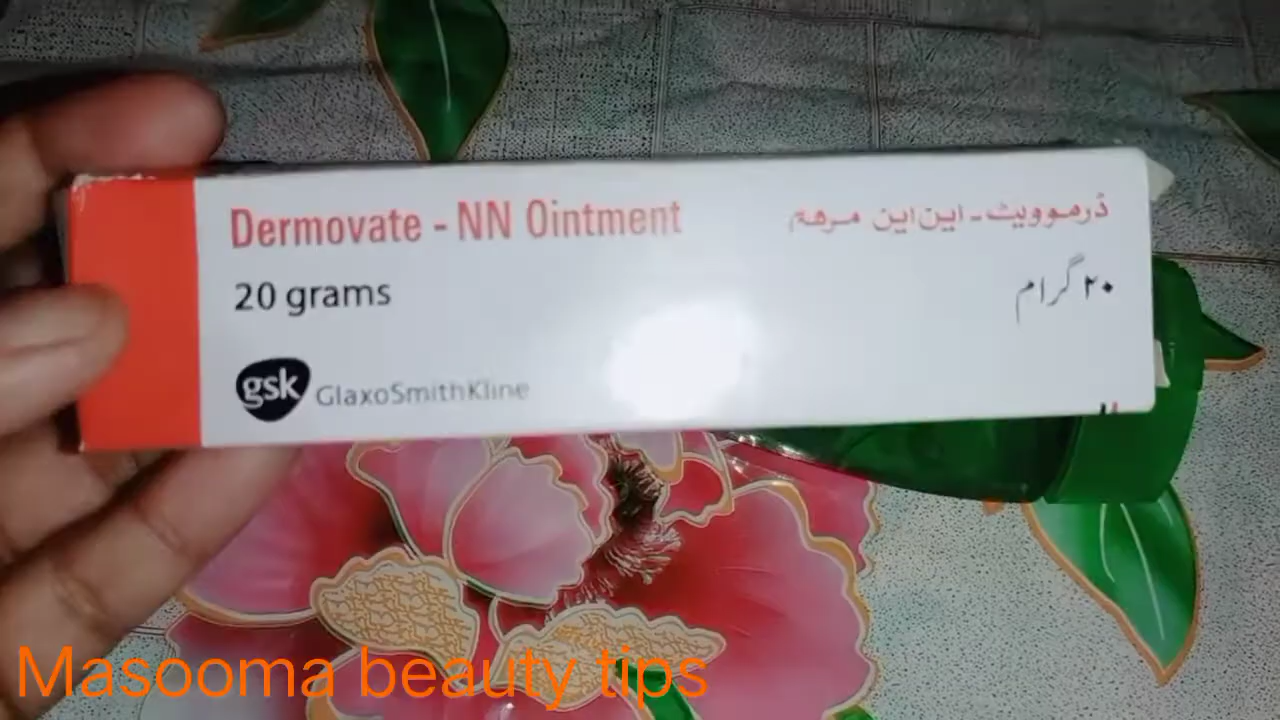 Dermovate - NN Ointment
ڈرموویٹ - این این مرہم
20 grams
۲۰ گرام
gsk GlaxoSmithKline
Masooma beauty tips